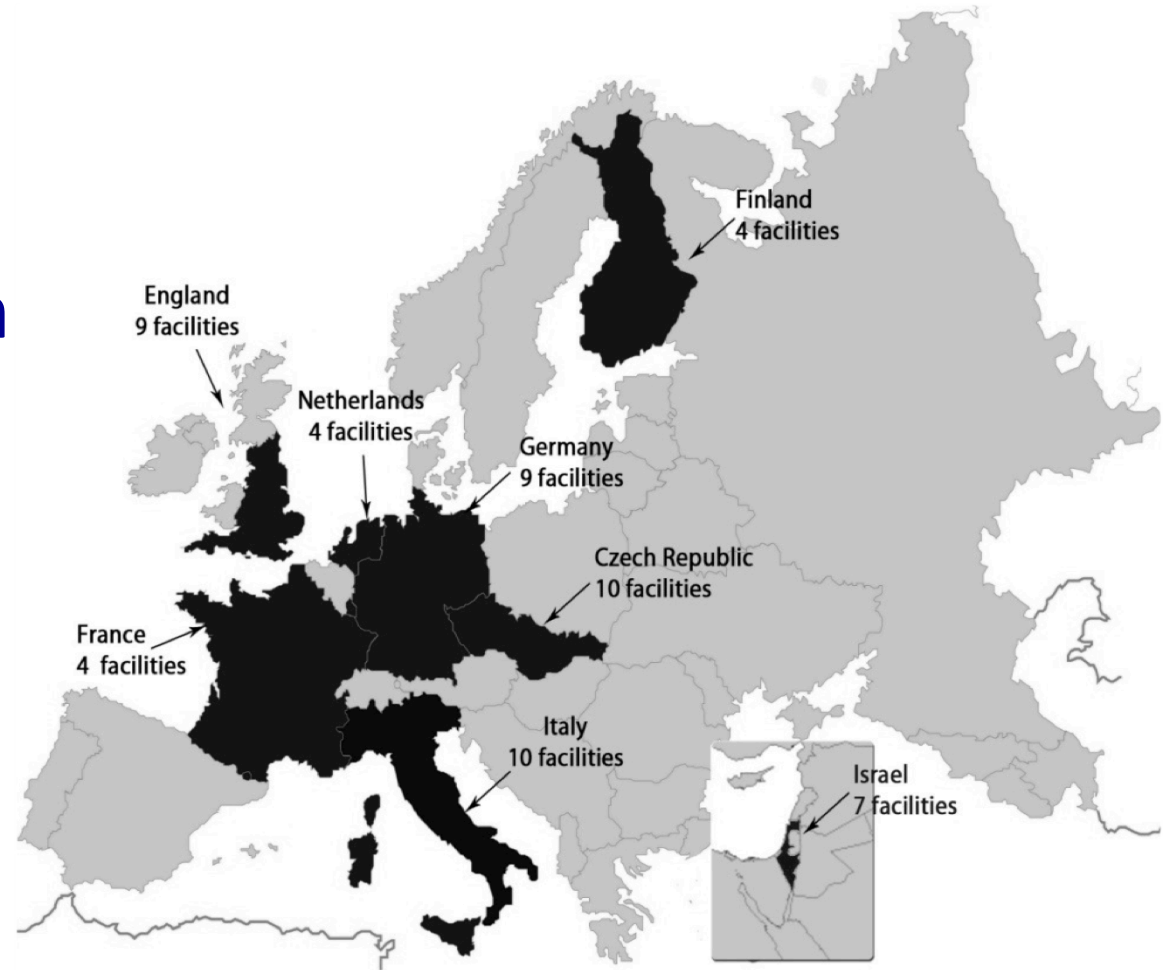 Finland
4 facilities
England
9 facilities
n
Netherlands
4 facilities
Germany
9 facilities
Czech Republic
10 facilities
France
4 facilities
Italy
10 facilities
Israel
7 facilities